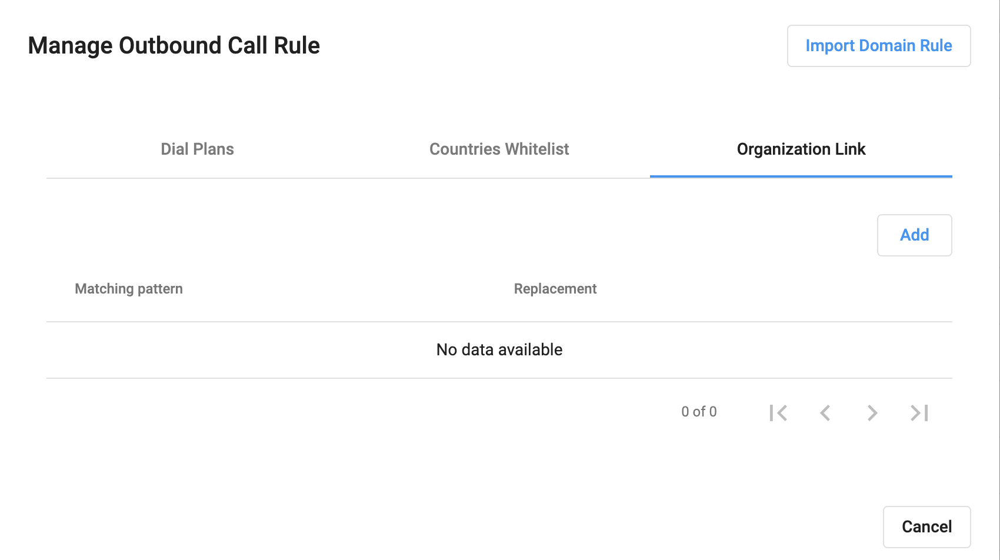 Manage Outbound Call Rule
Import Domain Rule
Dial Plans
Countries Whitelist
Organization Link
Add
Matching pattern
Replacement
No data available
0 of 0
Cancel